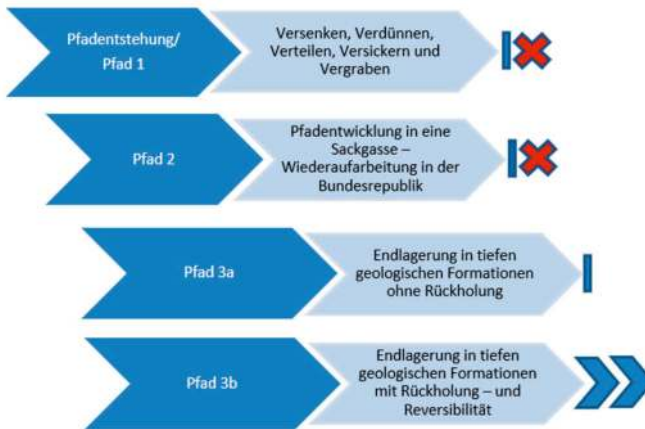 Pfadentstehung/
Pfad 1
Versenken, Verdünnen,
Verteilen, Versickern und
Vergraben
Pfad 2
Pfadentwicklung in eine
Sackgasse –
Wiederaufarbeitung in der
Bundesrepublik
Pfad 3a
Endlagerung in tiefen
geologischen Formationen
ohne Rückholung
Pfad 3b
Endlagerung in tiefen
geologischen Formationen
mit Rückholung – und
Reversibilität